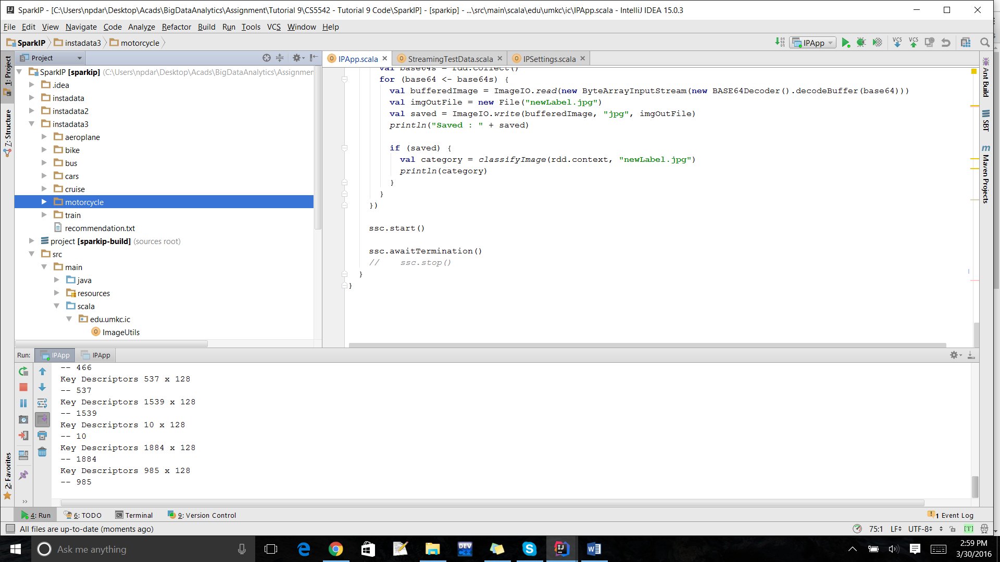 SparkIP - [C:\Users\npdar\Desktop\Acads\BigDataAnalytics\Assignment\Tutorial 9\CS5542 - Tutorial 9 Code\SparkIP] - [sparkip] - ...\src\main\scala\edu\umkc\ic\IPApp.scala - IntelliJ IDEA 15.0.3
File Edit View Navigate Code Analyze Refactor Build Run Tools VCS Window Help
SparkIP instadata3 motorcycle
IPApp
VCS VCS
Project
IPApp.scala StreamingTestData.scala IPSettings.scala
1: Project
7: Structure
2: Favorites
SparkIP [sparkip] (C:\Users\npdar\Desktop\Acads\BigDataAnalytics\Assignmer
.idea
instadata
instadata2
instadata3
aeroplane
bike
bus
cars
cruise
motorcycle
train
recommendation.txt
project [sparkip-build] (sources root)
src
main
java
resources
scala
edu.umkc.ic
ImageUtils
val base64s = rdd.collect()
for (base64 <- base64s) {
val bufferedImage = ImageIO.read(new ByteArrayInputStream(new BASE64Decoder().decodeBuffer(base64)))
val imgOutFile = new File("newLabel.jpg")
val saved = ImageIO.write(bufferedImage, "jpg", imgOutFile)
println("Saved : " + saved)
if (saved) {
val category = classifyImage(rdd.context, "newLabel.jpg")
println(category)
}
}
})
ssc.start()
ssc.awaitTermination()
// ssc.stop()
}
}
Ant Build
SBT
Maven Projects
Run: IPApp IPApp
-- 466
Key Descriptors 537 x 128
-- 537
Key Descriptors 1539 x 128
-- 1539
Key Descriptors 10 x 128
-- 10
Key Descriptors 1884 x 128
-- 1884
Key Descriptors 985 x 128
-- 985
4: Run 6: TODO Terminal 9: Version Control
1 Event Log
All files are up-to-date (moments ago)
75:1 LF UTF-8 [T]
Ask me anything
DEV
2:59 PM
3/30/2016